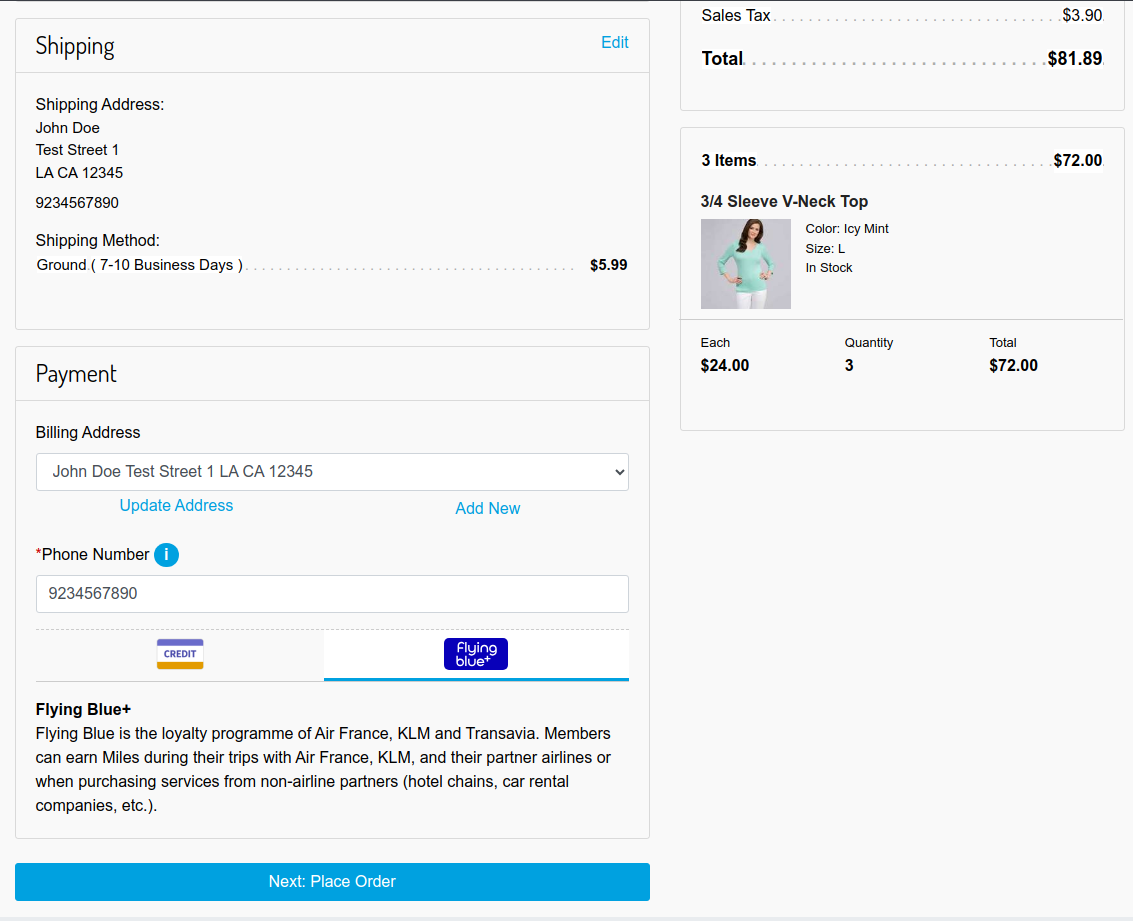 Shipping
Edit
Shipping Address:
John Doe
Test Street 1
LA CA 12345
9234567890
Shipping Method:
Ground ( 7-10 Business Days ) $5.99
Payment
Billing Address
John Doe Test Street 1 LA CA 12345
Update Address
Add New
*Phone Number i
9234567890
CREDIT
Flying
blue+
Flying Blue+
Flying Blue is the loyalty programme of Air France, KLM and Transavia. Members
can earn Miles during their trips with Air France, KLM, and their partner airlines or
when purchasing services from non-airline partners (hotel chains, car rental
companies, etc.).
Next: Place Order
Sales Tax $3.90
Total $81.89
3 Items $72.00
3/4 Sleeve V-Neck Top
Color: Icy Mint
Size: L
In Stock
Each Quantity Total
$24.00 3 $72.00